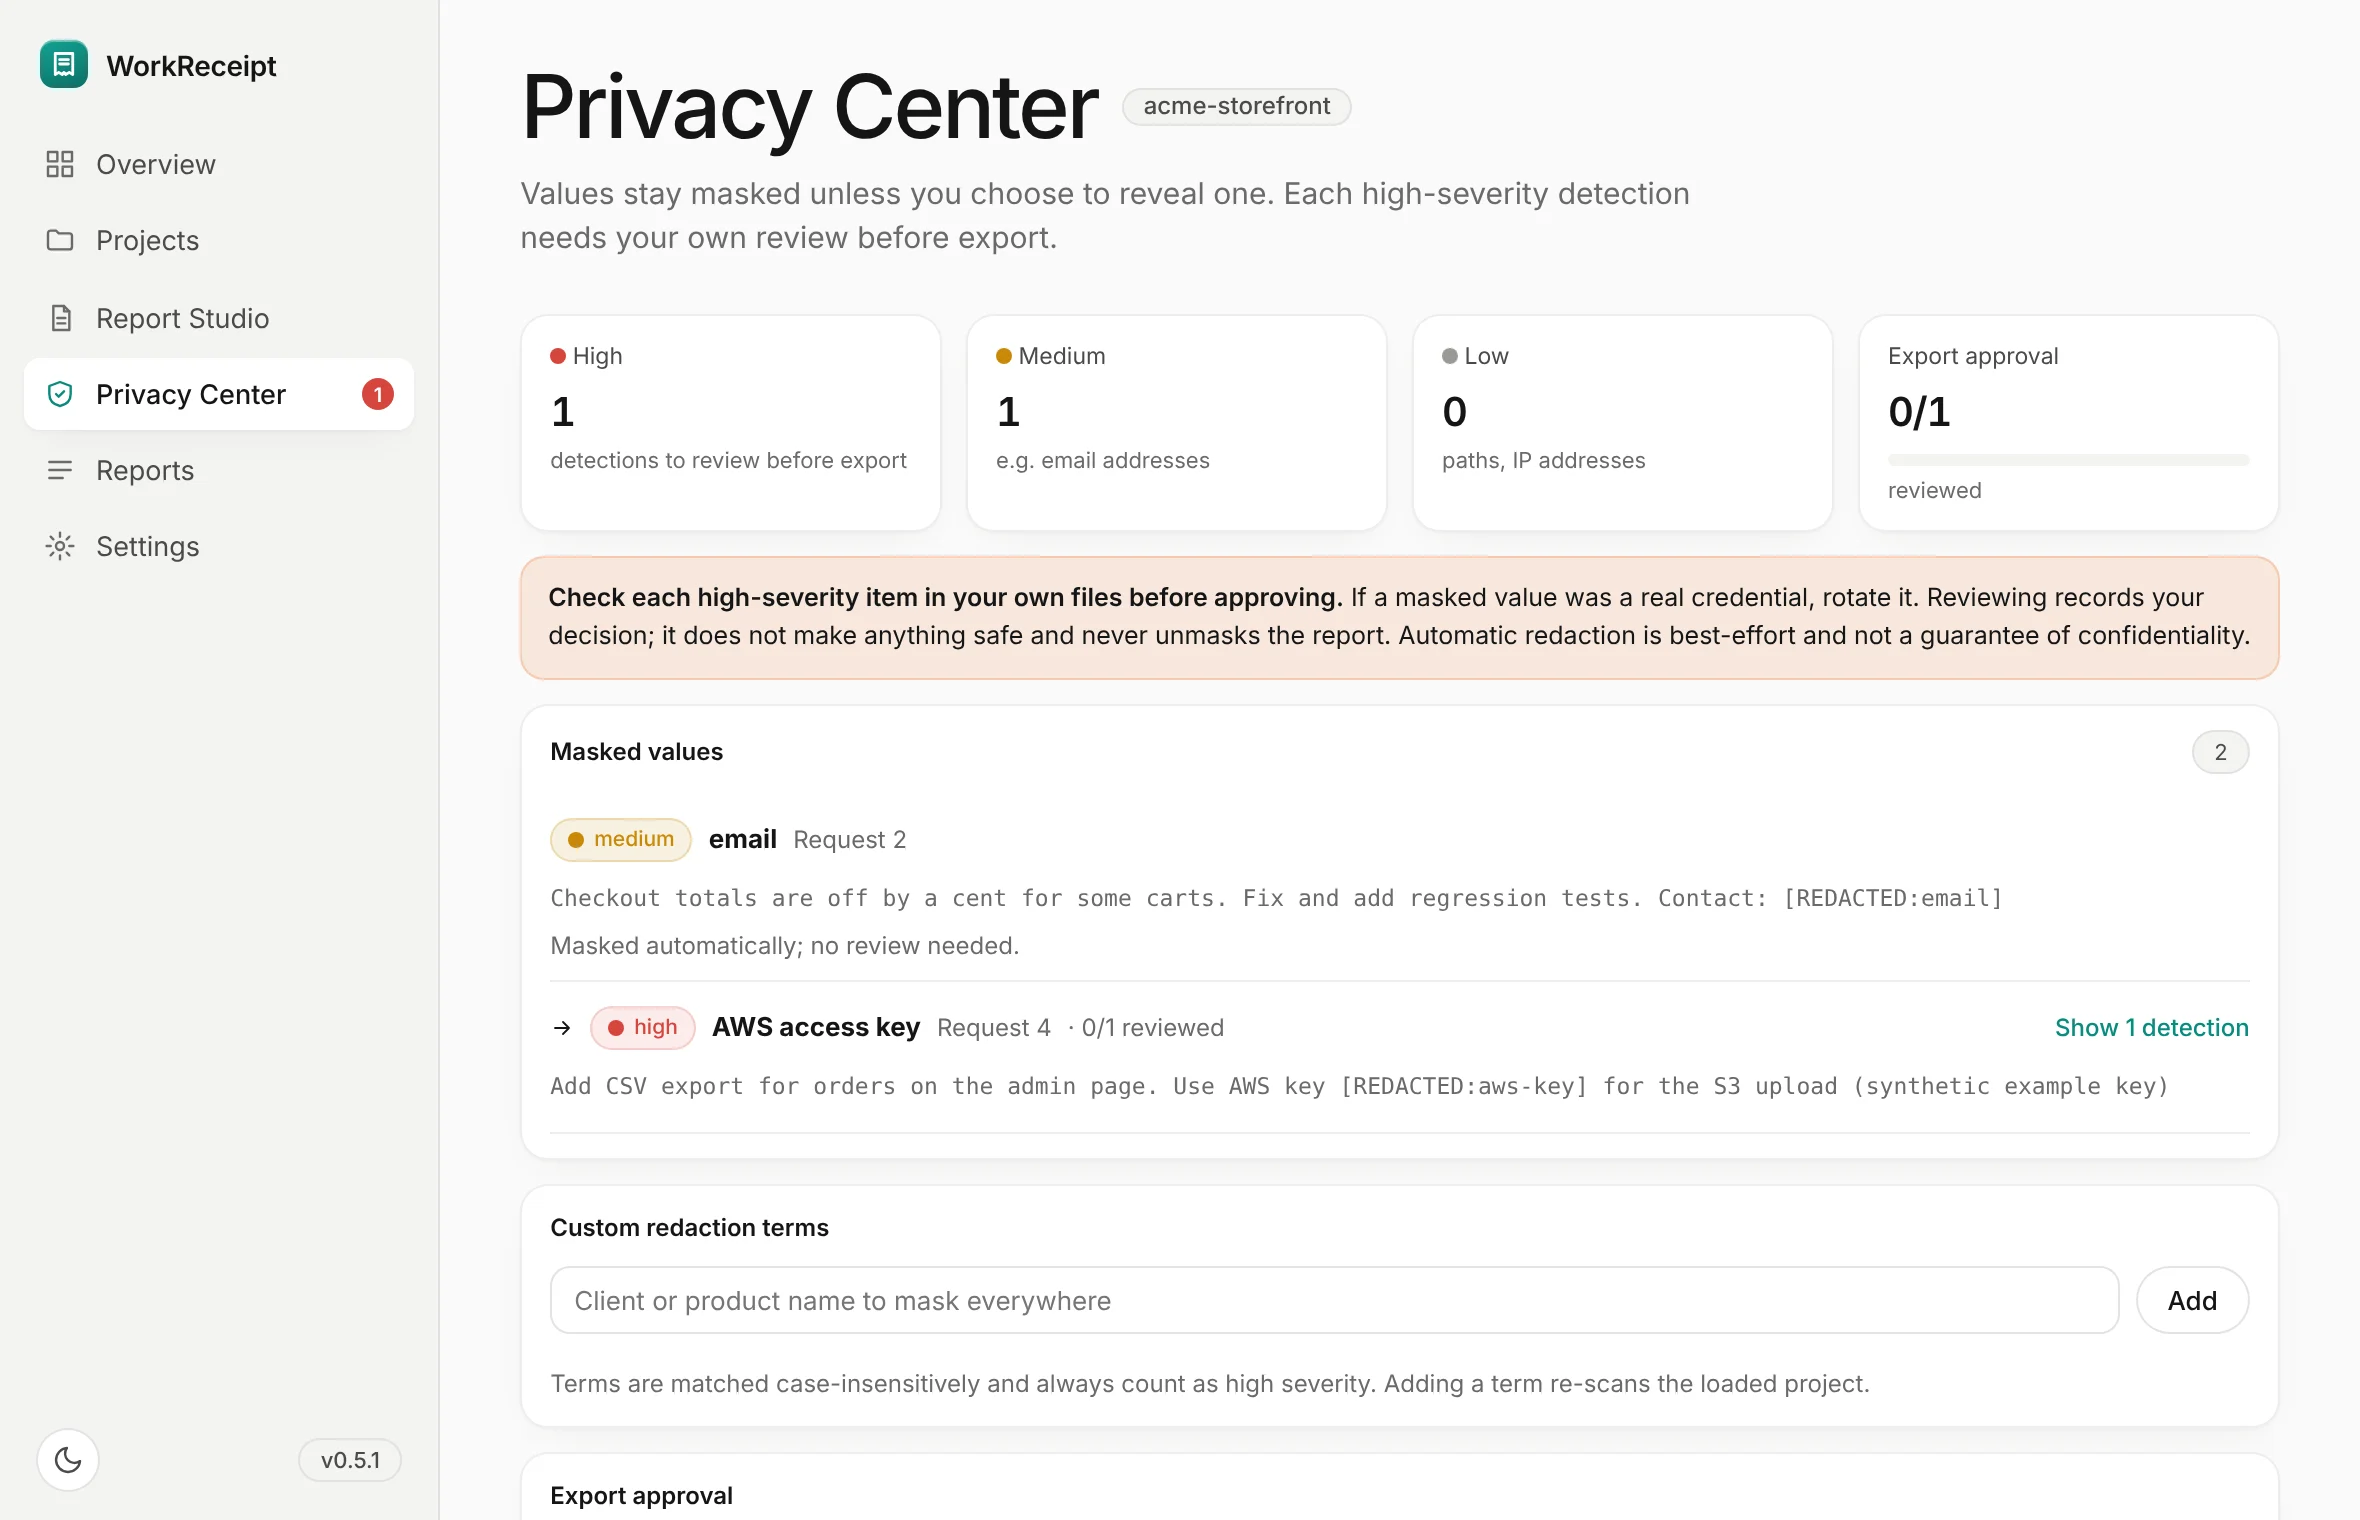 WorkReceipt
Overview
Projects
Report Studio
Privacy Center
1
Reports
Settings
v0.5.1
Privacy Center
acme-storefront
Values stay masked unless you choose to reveal one. Each high-severity detection
needs your own review before export.
High
1
detections to review before export
Medium
1
e.g. email addresses
Low
0
paths, IP addresses
Export approval
0/1
reviewed
Check each high-severity item in your own files before approving. If a masked value was a real credential, rotate it. Reviewing records your
decision; it does not make anything safe and never unmasks the report. Automatic redaction is best-effort and not a guarantee of confidentiality.
Masked values
2
medium email Request 2
Checkout totals are off by a cent for some carts. Fix and add regression tests. Contact: [REDACTED:email]
Masked automatically; no review needed.
→ high AWS access key Request 4 · 0/1 reviewed
Show 1 detection
Add CSV export for orders on the admin page. Use AWS key [REDACTED:aws-key] for the S3 upload (synthetic example key)
Custom redaction terms
Client or product name to mask everywhere
Add
Terms are matched case-insensitively and always count as high severity. Adding a term re-scans the loaded project.
Export approval